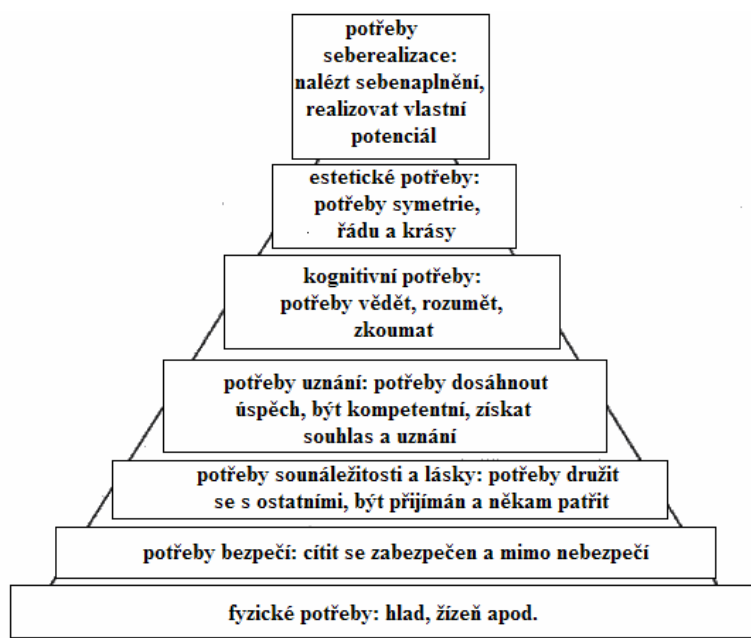 potřeby
seberealizace:
nalézt sebenaplnění,
realizovat vlastní
potenciál
estetické potřeby:
potřeby symetrie,
řádu a krásy
kognitivní potřeby:
potřeby vědět, rozumět,
zkoumat
potřeby uznání: potřeby dosáhnout
úspěch, být kompetentní, získat
souhlas a uznání
potřeby sounáležitosti a lásky: potřeby družit
se s ostatními, být přijímán a někam patřit
potřeby bezpečí: cítit se zabezpečen a mimo nebezpečí
fyzické potřeby: hlad, žízeň apod.